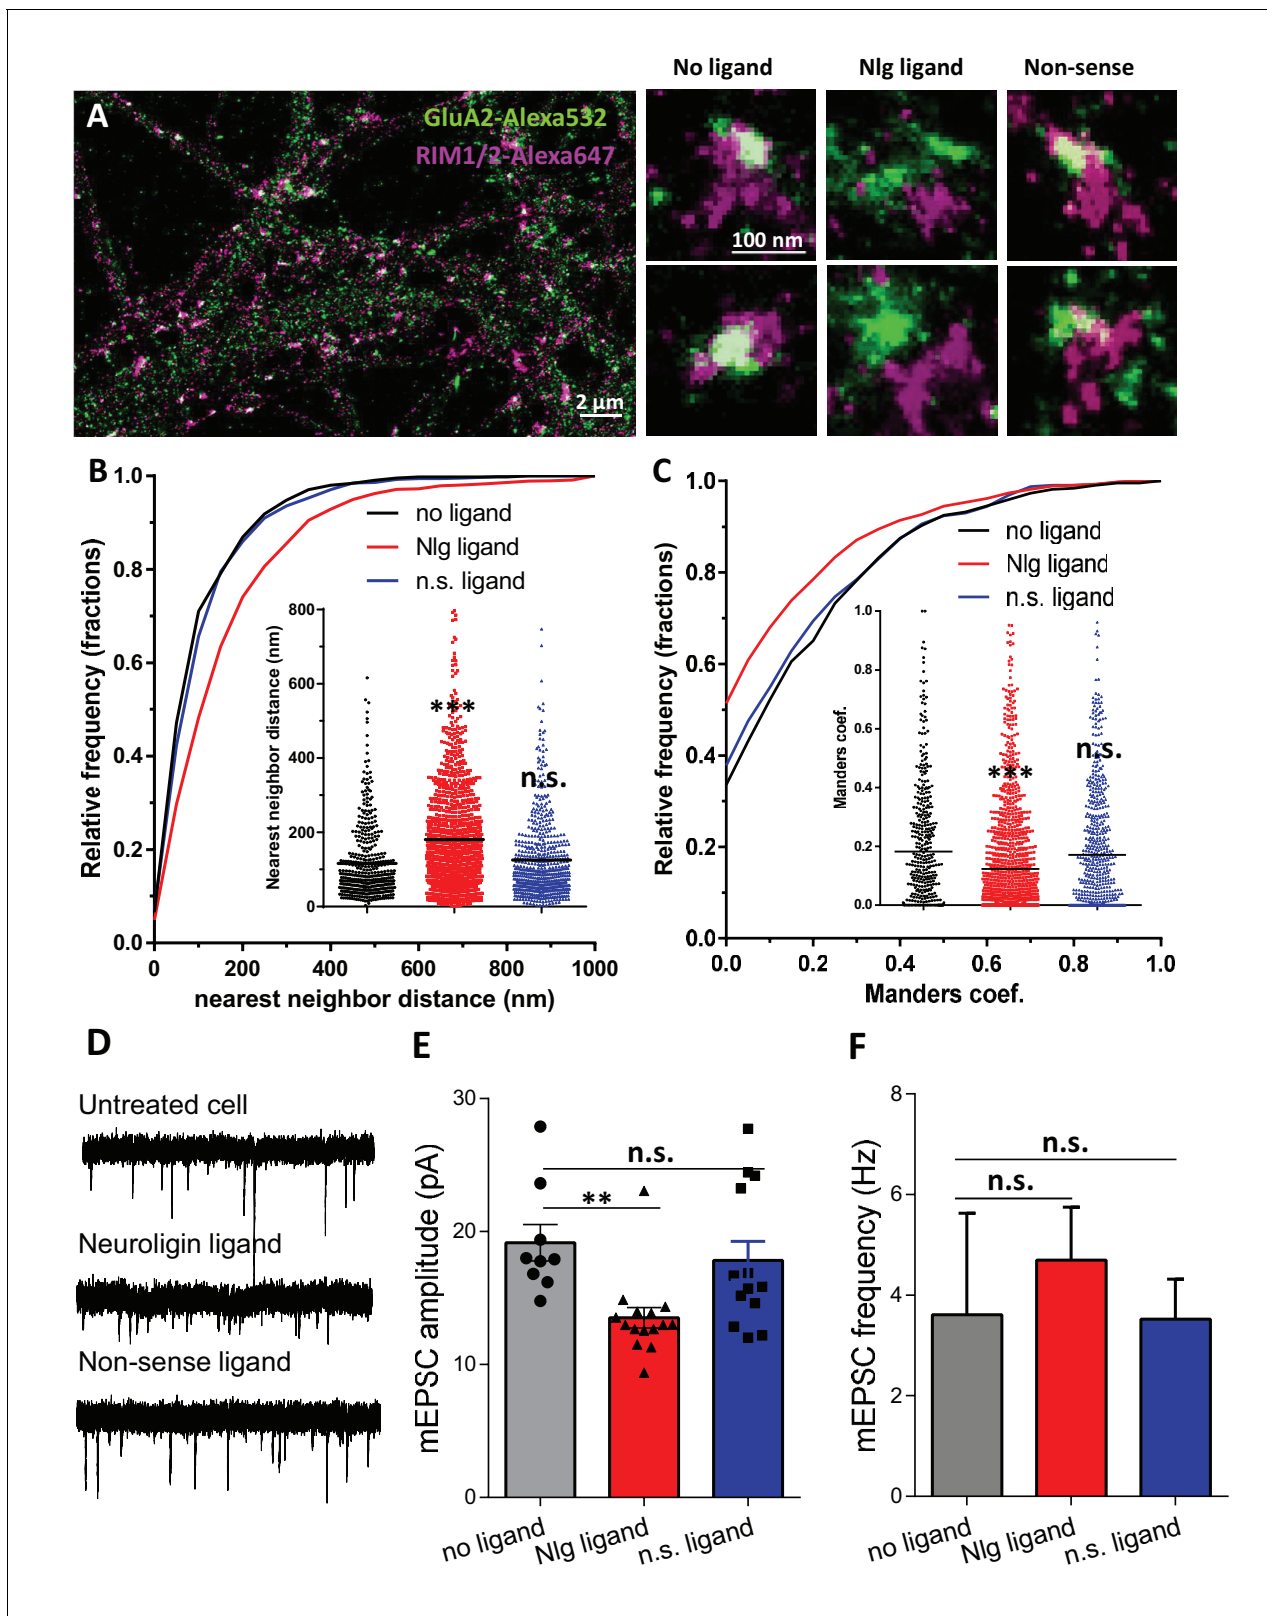 No ligand
Nlg ligand
Non-sense
A
GluA2-Alexa532
RIM1/2-Alexa647
100 nm
2 µm
B
1.0
0.8
0.6
0.4
0.2
0.0
Relative frequency (fractions)
no ligand
Nlg ligand
n.s. ligand
800
600
400
200
0
Nearest neighbor distance (nm)
***
n.s.
0
200
400
600
800
1000
nearest neighbor distance (nm)
C
1.0
0.8
0.6
0.4
0.2
0.0
Relative frequency (fractions)
no ligand
Nlg ligand
n.s. ligand
1.0
0.8
0.6
0.4
0.2
0.0
Manders coef.
***
n.s.
0.0
0.2
0.4
0.6
0.8
1.0
Manders coef.
D
Untreated cell
Neuroligin ligand
Non-sense ligand
E
30
20
10
0
mEPSC amplitude (pA)
n.s.
**
no ligand
Nlg ligand
n.s. ligand
F
8
6
4
2
0
mEPSC frequency (Hz)
n.s.
n.s.
no ligand
Nlg ligand
n.s. ligand